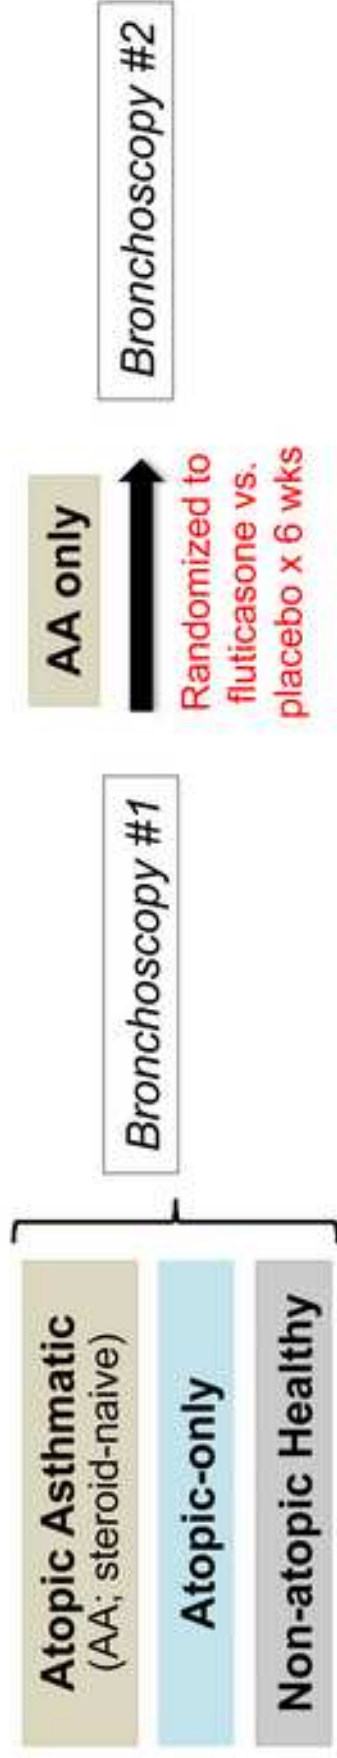 Atopic Asthmatic
(AA; steroid-naive)
Atopic-only
Non-atopic Healthy
Bronchoscopy #1
AA only
Randomized to
fluticasone vs.
placebo x 6 wks
Bronchoscopy #2